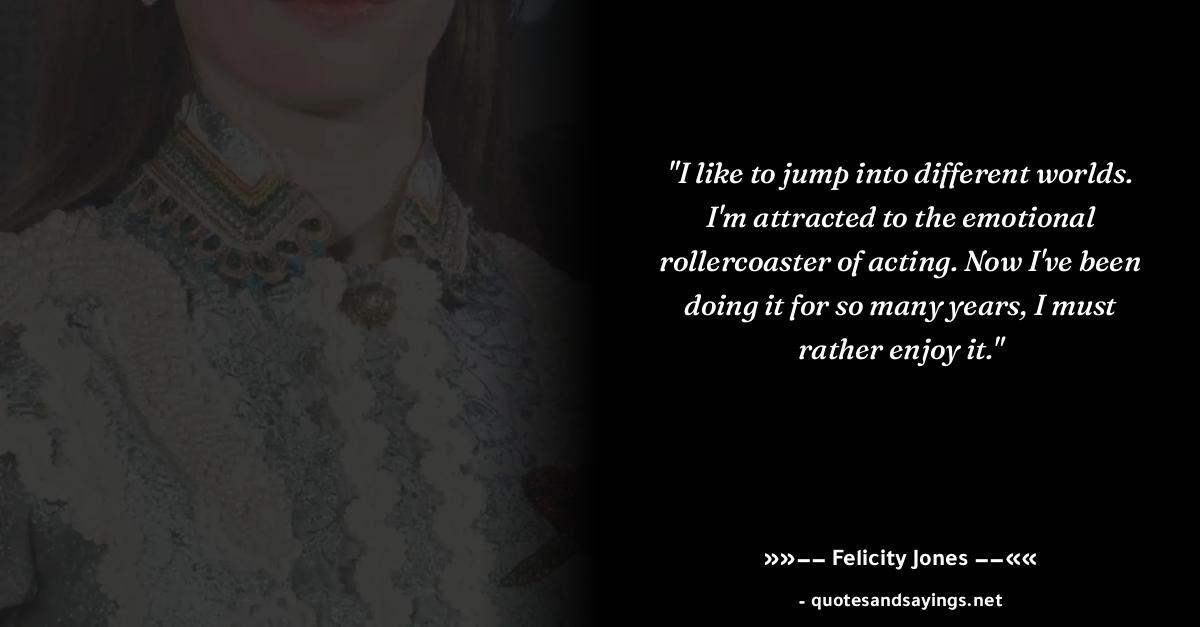 "I like to jump into different worlds.
I'm attracted to the emotional
rollercoaster of acting. Now I've been
doing it for so many years, I must
rather enjoy it."
»»—— Felicity Jones ——««
- quotesandsayings.net